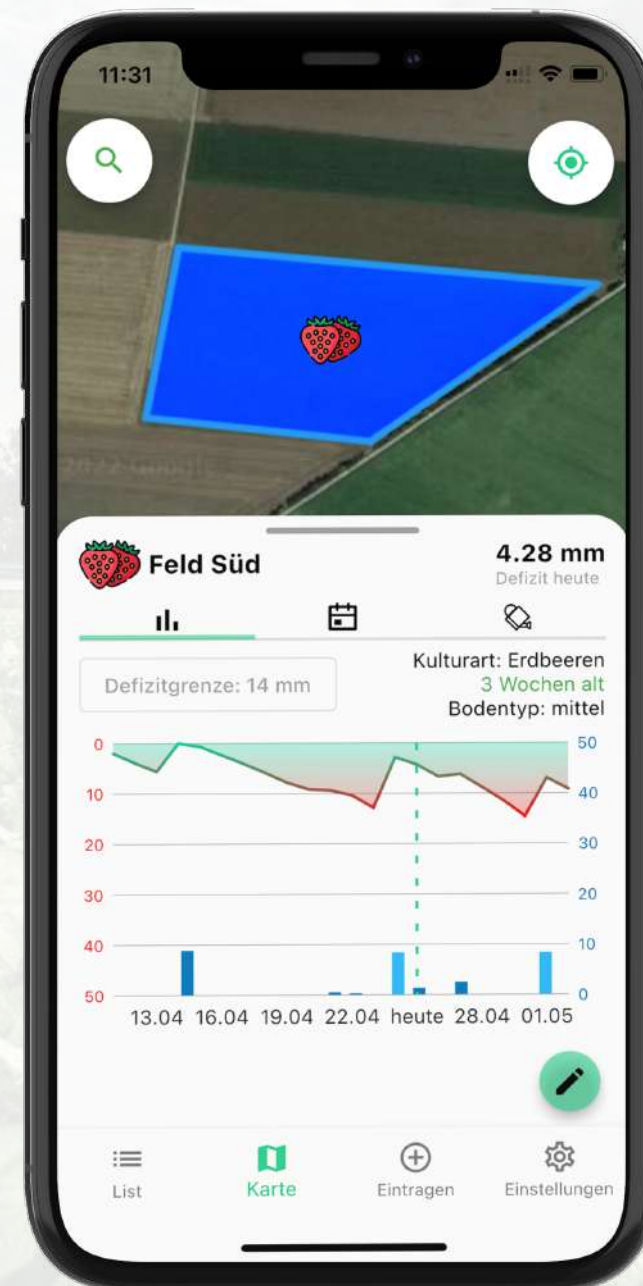 11:31
Feld Süd
4.28 mm
Defizit heute
Defizitgrenze: 14 mm
Kulturart: Erdbeeren
3 Wochen alt
Bodentyp: mittel
0 50
10 40
20 30
30 20
40 10
50 0
13.04 16.04 19.04 22.04 heute 28.04 01.05
List Karte Eintragen Einstellungen